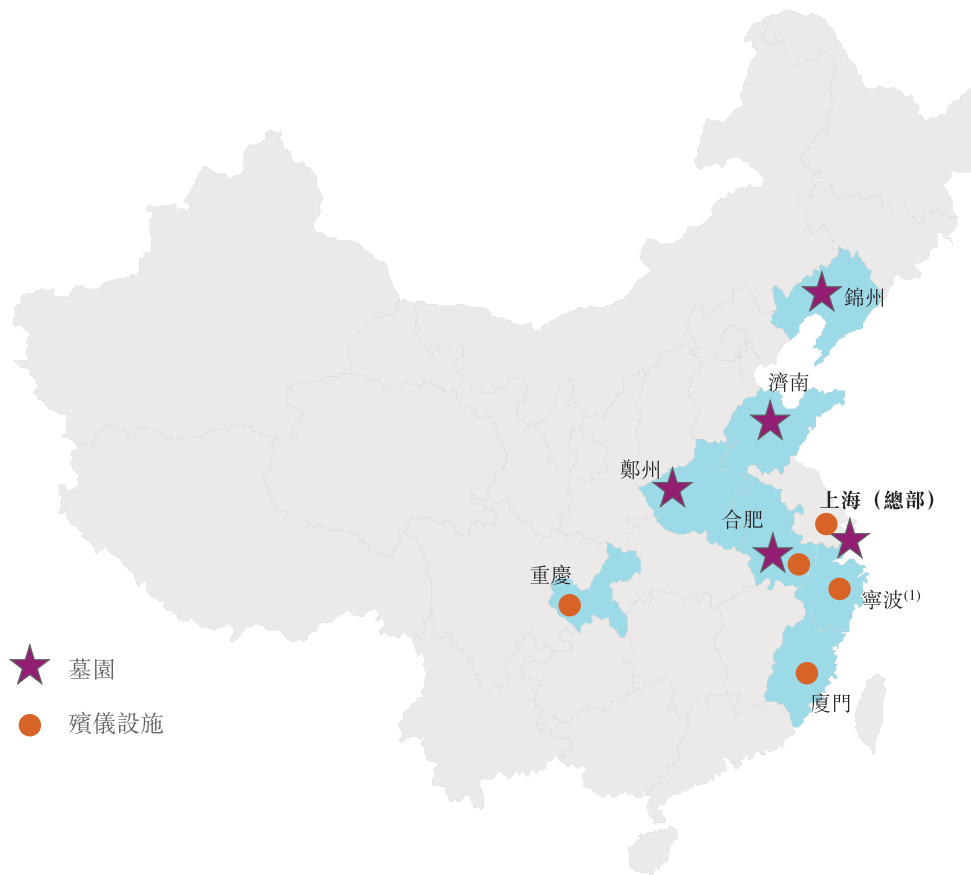 錦州
濟南
鄭州
上海（總部）
合肥
重慶
寧波(1)
墓園
廈門
殯儀設施